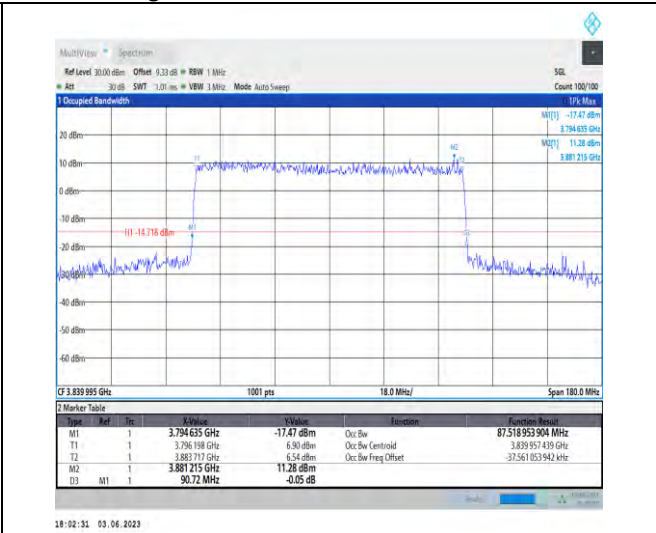 MultiView Spectrum
Ref Level 30.00 dBm Offset 9.33 dB RBW 1 MHz SGL
Att 30 dB SWT 1.01 ms VBW 3 MHz Mode Auto Sweep Count 100/100
1 Occupied Bandwidth 1Pk Max
M1[1] -17.47 dBm
3.794 635 GHz
M2[1] 11.28 dBm
3.881 215 GHz
20 dBm
M2
10 dBm
T1 T2
0 dBm
-10 dBm
H1 -14.718 dBm M1
-20 dBm
-30 dBm
-40 dBm
-50 dBm
-60 dBm
CF 3.839 995 GHz 1001 pts 18.0 MHz/ Span 180.0 MHz
2 Marker Table
Type Ref Trc X-Value Y-Value Function Function Result
M1 1 3.794 635 GHz -17.47 dBm Occ Bw 87.518 953 904 MHz
T1 1 3.796 198 GHz 6.90 dBm Occ Bw Centroid 3.839 957 439 GHz
T2 1 3.883 717 GHz 6.54 dBm Occ Bw Freq Offset -37.561 053 942 kHz
M2 1 3.881 215 GHz 11.28 dBm
D3 M1 1 90.72 MHz -0.05 dB
18:02:31 03.06.2023